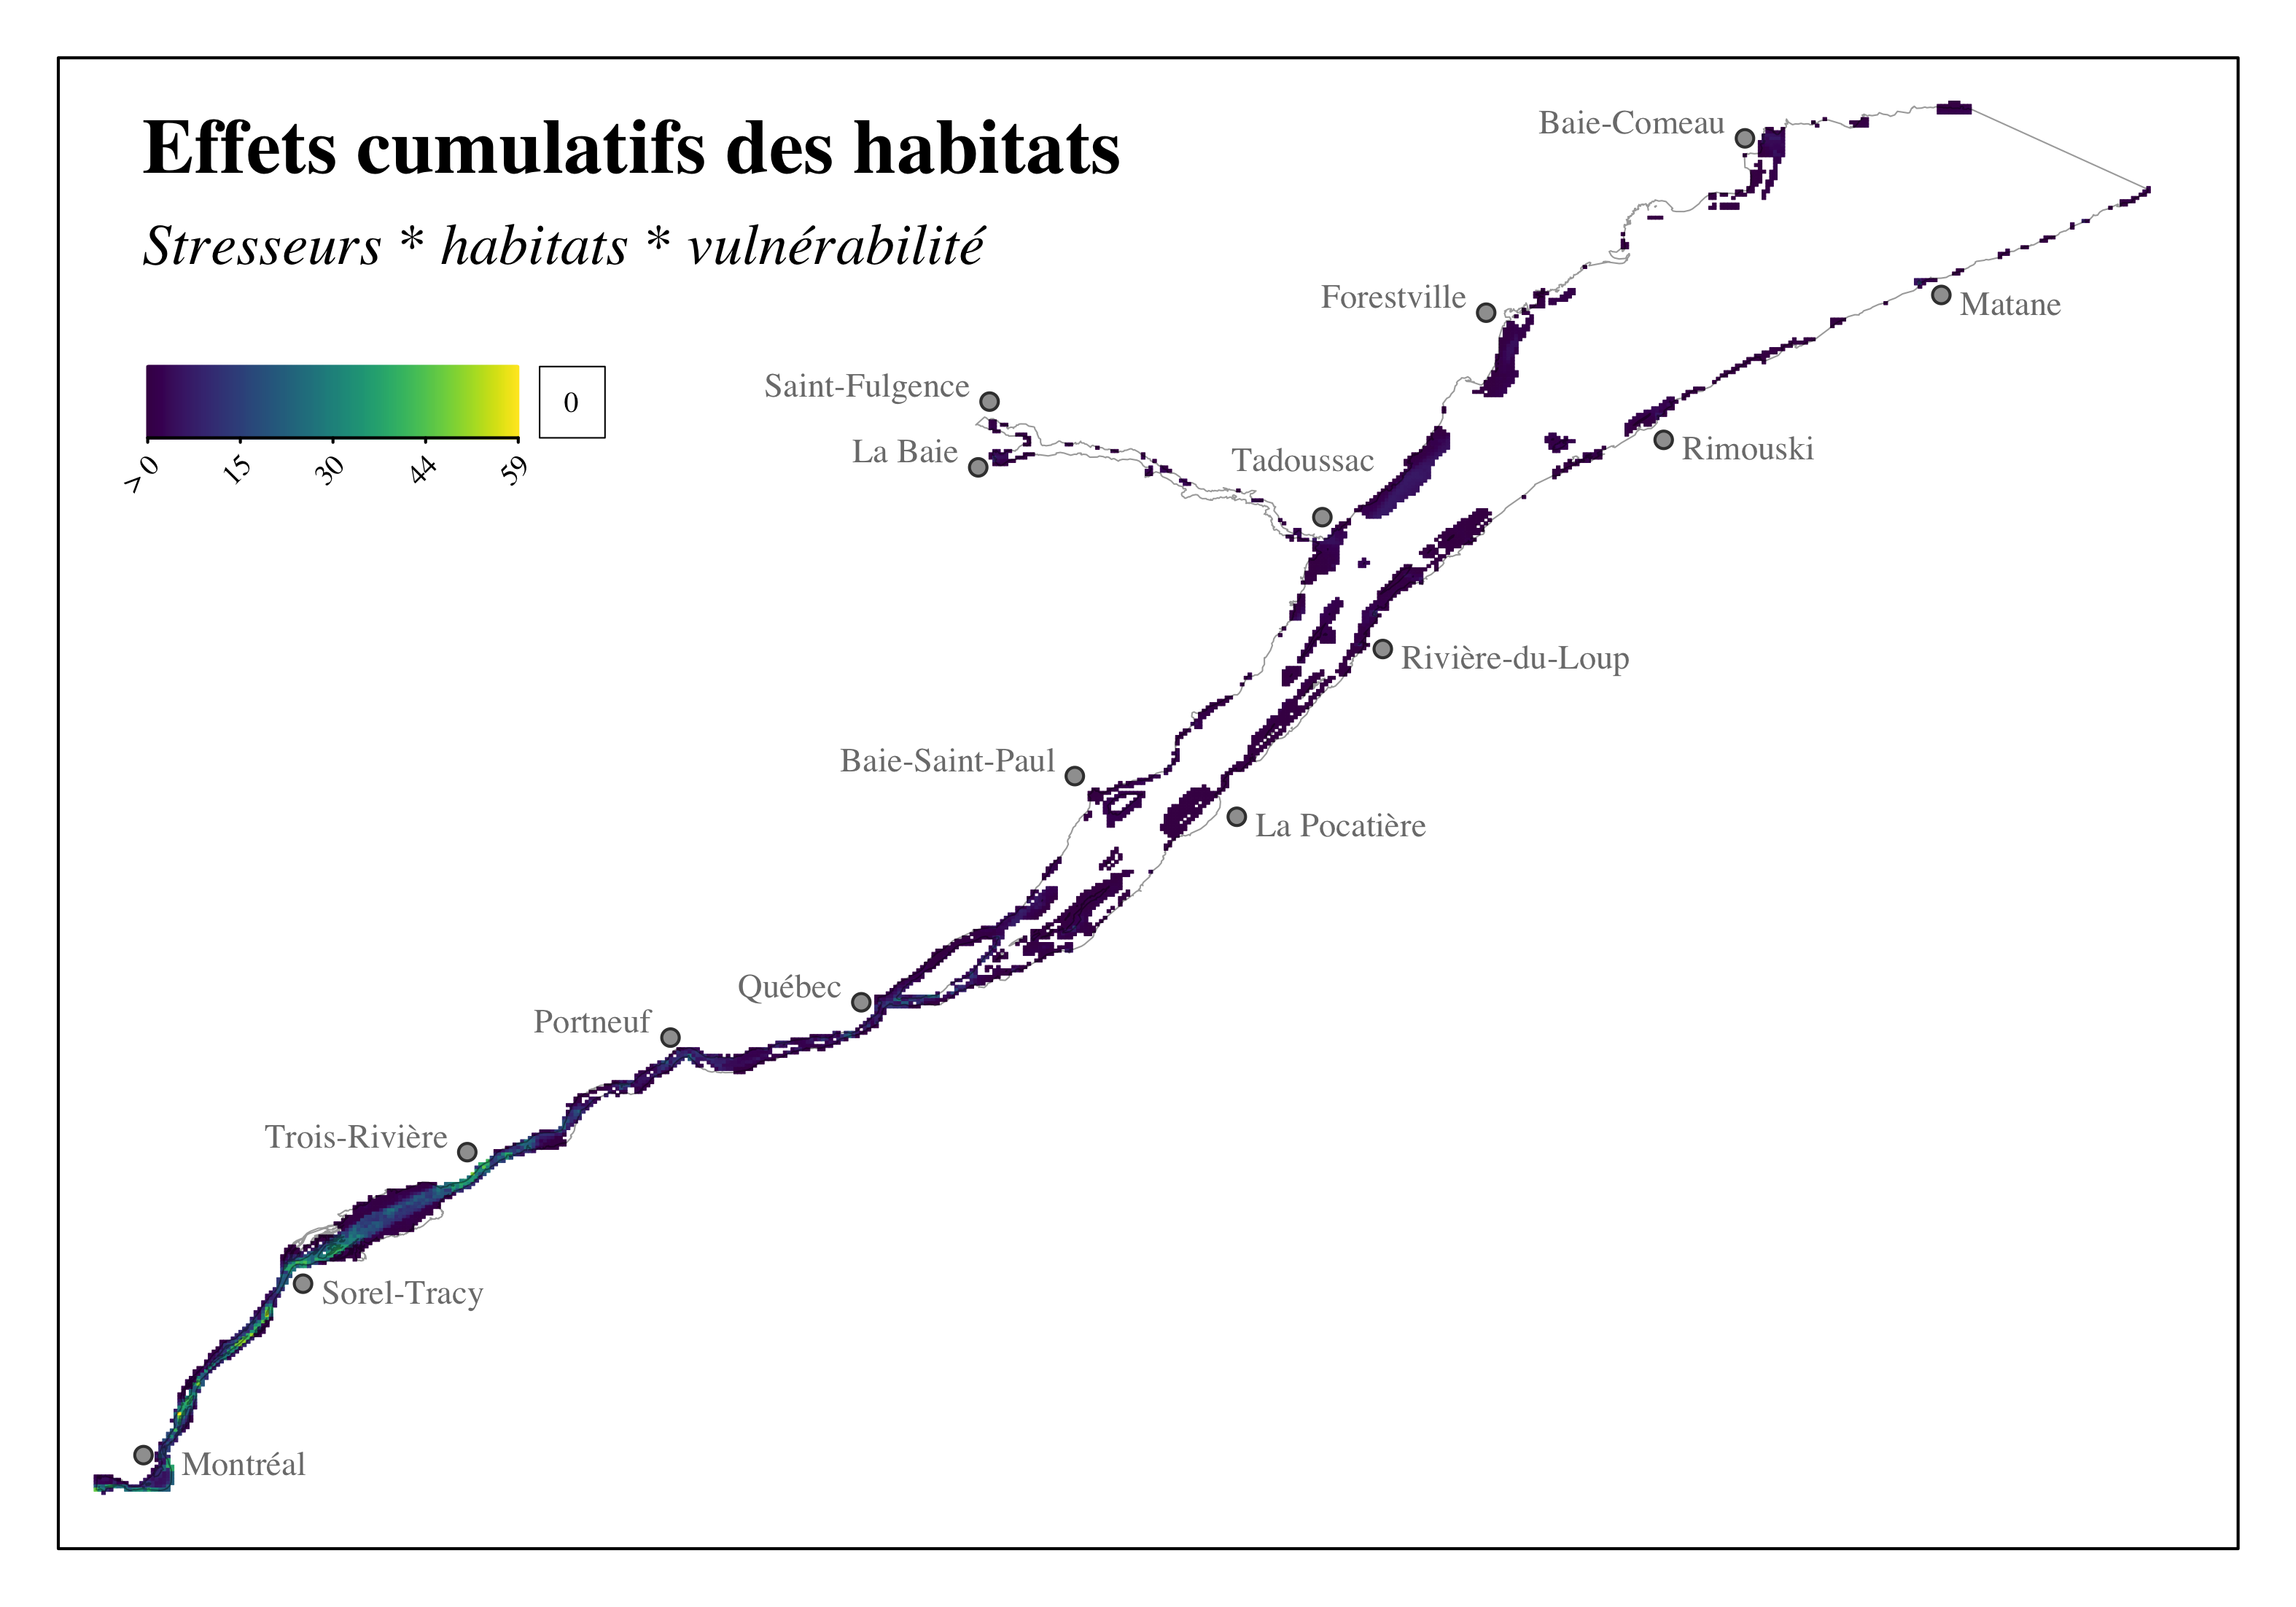 Effets cumulatifs des habitats
Stresseurs * habitats * vulnérabilité
> 0
15
30
44
59
0
Baie-Comeau
Forestville
Matane
Saint-Fulgence
La Baie
Tadoussac
Rimouski
Rivière-du-Loup
Baie-Saint-Paul
La Pocatière
Québec
Portneuf
Trois-Rivière
Sorel-Tracy
Montréal